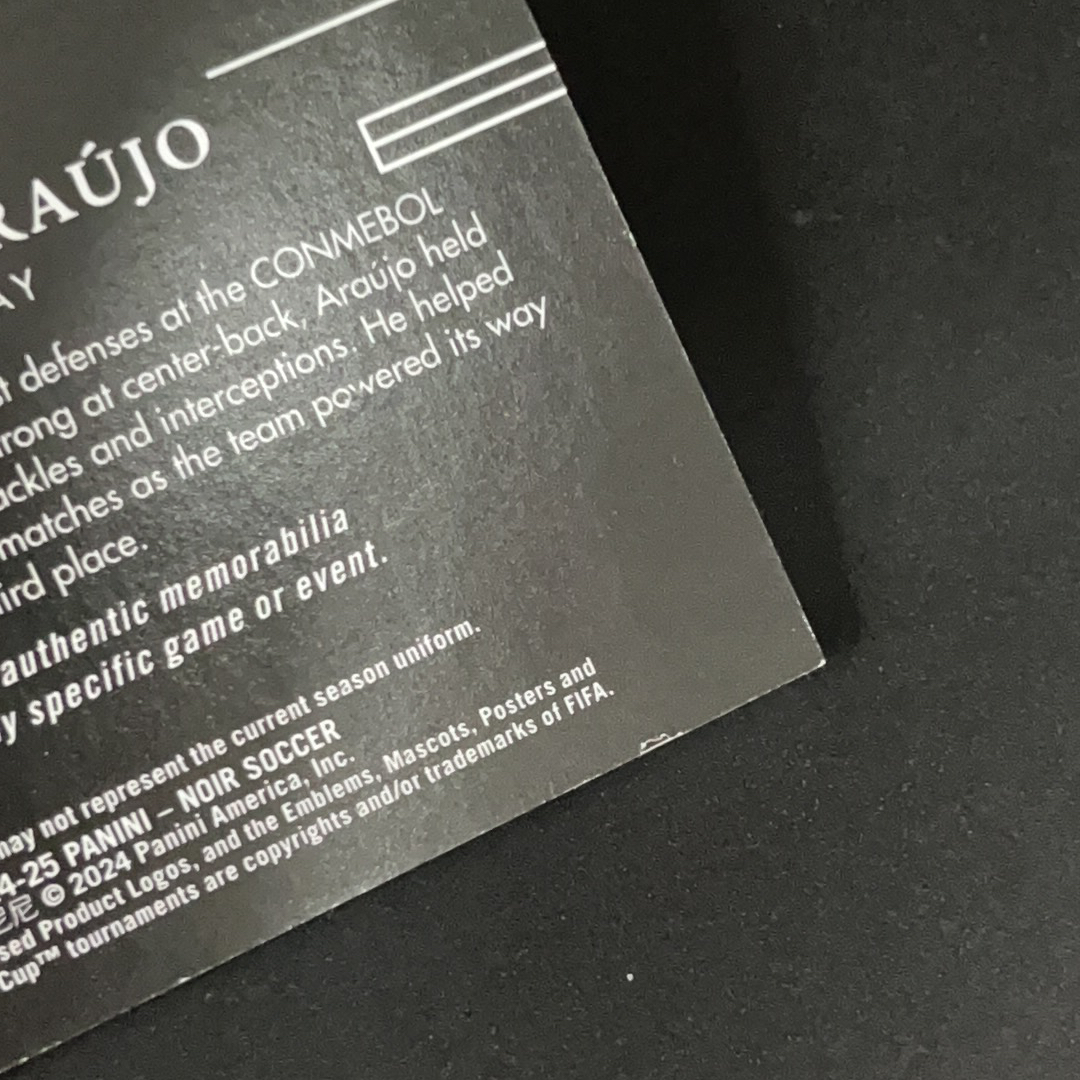 RAÚJO
AY
t defenses at the CONMEBOL
rong at center-back, Araújo held
ackles and interceptions. He helped
matches as the team powered its way
ird place.
authentic memorabilia
y specific game or event.
may not represent the current season uniform.
4-25 PANINI – NOIR SOCCER
尼 © 2024 Panini America, Inc.
sed Product Logos, and the Emblems, Mascots, Posters and
Cup™ tournaments are copyrights and/or trademarks of FIFA.